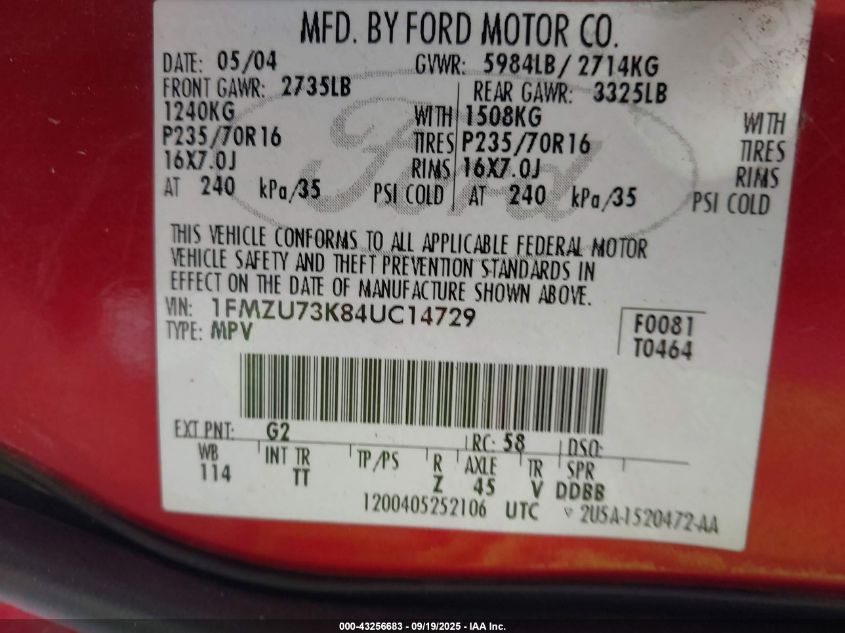 MFD. BY FORD MOTOR CO.
DATE: 05/04 GVWR: 5984LB / 2714KG
FRONT GAWR: 2735LB REAR GAWR: 3325LB
1240KG WITH 1508KG WITH
P235/70R16 TIRES P235/70R16 TIRES
16X7.0J RIMS 16X7.0J RIMS
AT 240 kPa/35 PSI COLD AT 240 kPa/35 PSI COLD
Ford
THIS VEHICLE CONFORMS TO ALL APPLICABLE FEDERAL MOTOR
VEHICLE SAFETY AND THEFT PREVENTION STANDARDS IN
EFFECT ON THE DATE OF MANUFACTURE SHOWN ABOVE.
VIN: 1FMZU73K84UC14729
TYPE: MPV
F0081
T0464
EXT PNT: G2 RC: 58 DSO:
WB INT TR TP/PS R AXLE TR SPR
114 TT Z 45 V DDBB
1200405252106 UTC 2U5A-1520472-AA
000-43256683 - 09/19/2025 - IAA Inc.